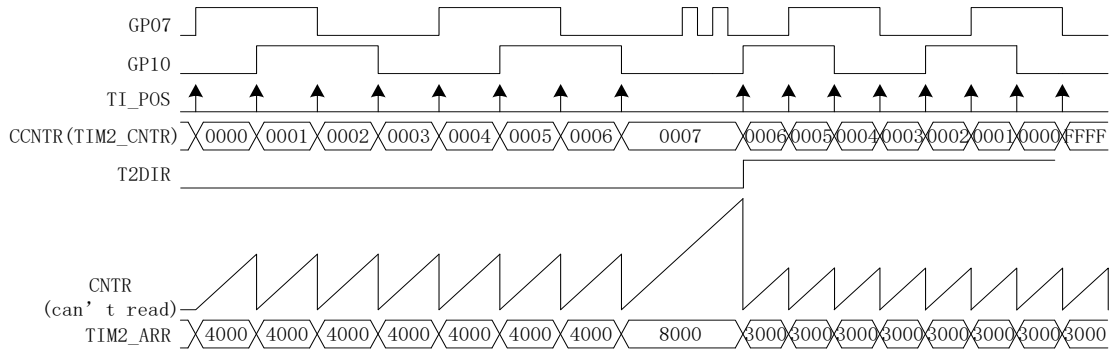 GP07
GP10
TI_POS
CCNTR(TIM2_CNTR) 0000 0001 0002 0003 0004 0005 0006 0007 0006 0005 0004 0003 0002 0001 0000 FFFF
T2DIR
CNTR
(can't read)
TIM2_ARR 4000 4000 4000 4000 4000 4000 4000 8000 3000 3000 3000 3000 3000 3000 3000 3000